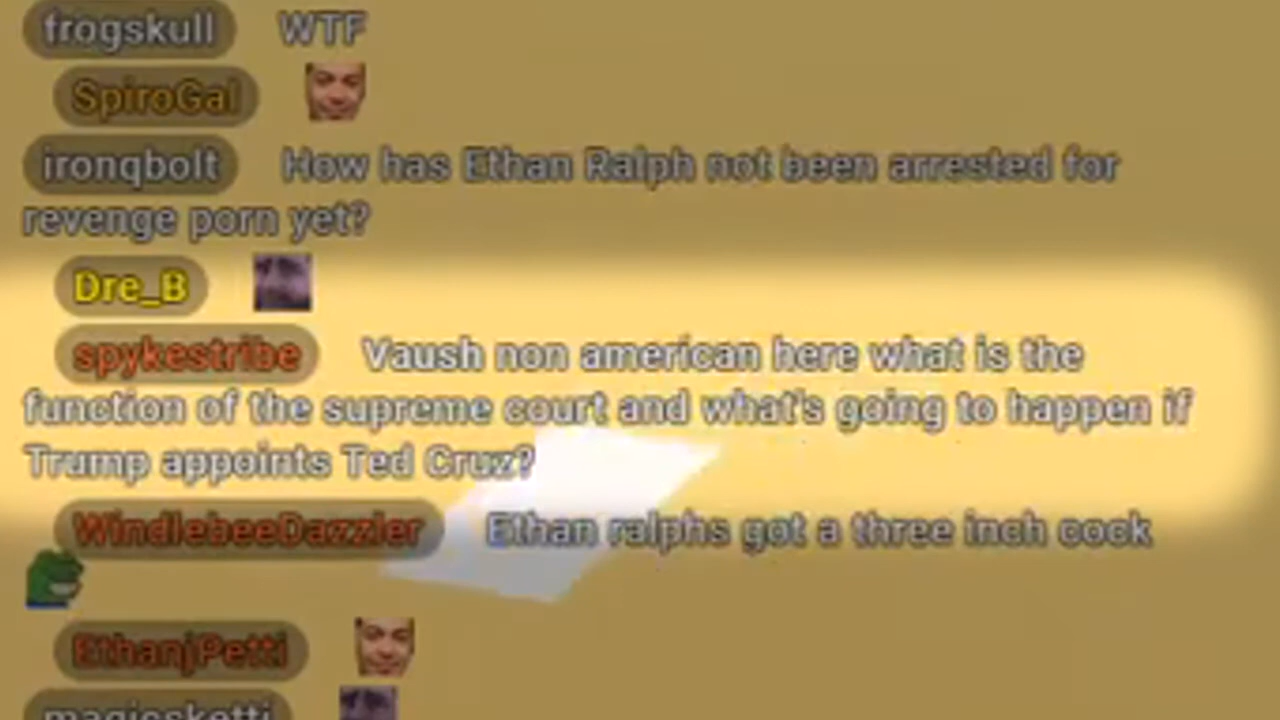 frogskull WTF
SpiroGal
ironqbolt How has Ethan Ralph not been arrested for
revenge porn yet?
Dre_B
spykestribe Vaush non american here what is the
function of the supreme court and what's going to happen if
Trump appoints Ted Cruz?
WindlebeeDazzler Ethan ralphs got a three inch cock
EthanjPetti
magicsketti